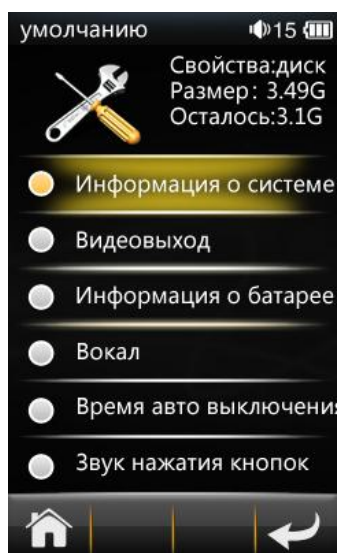 умолчанию 15
Свойства:диск
Размер: 3.49G
Осталось:3.1G
Информация о системе
Видеовыход
Информация о батарее
Вокал
Время авто выключения
Звук нажатия кнопок